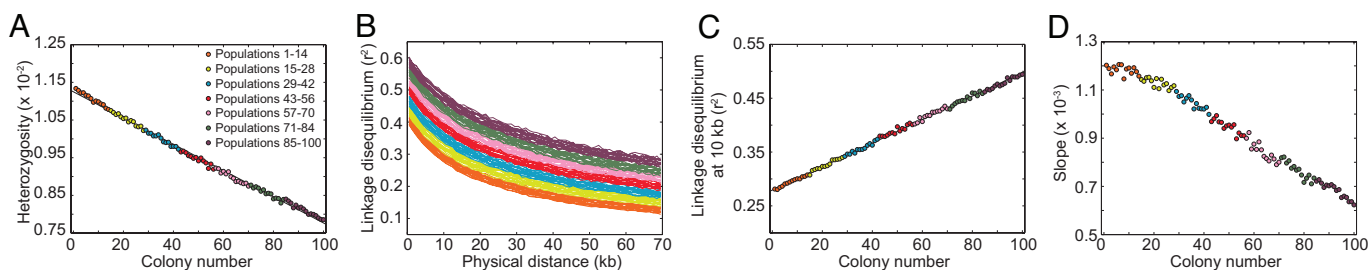 A
Heterozygosity (x 10⁻²)
1.25
1.15
1.05
0.95
0.85
0.75
0
20
40
60
80
100
Colony number
Populations 1-14
Populations 15-28
Populations 29-42
Populations 43-56
Populations 57-70
Populations 71-84
Populations 85-100
B
Linkage disequilibrium (r²)
0.6
0.5
0.4
0.3
0.2
0.1
0
10
20
30
40
50
60
70
Physical distance (kb)
C
Linkage disequilibrium
at 10 kb (r²)
0.55
0.45
0.35
0.25
0
20
40
60
80
100
Colony number
D
Slope (x 10⁻³)
1.3
1.1
0.9
0.7
0.5
0
20
40
60
80
100
Colony number